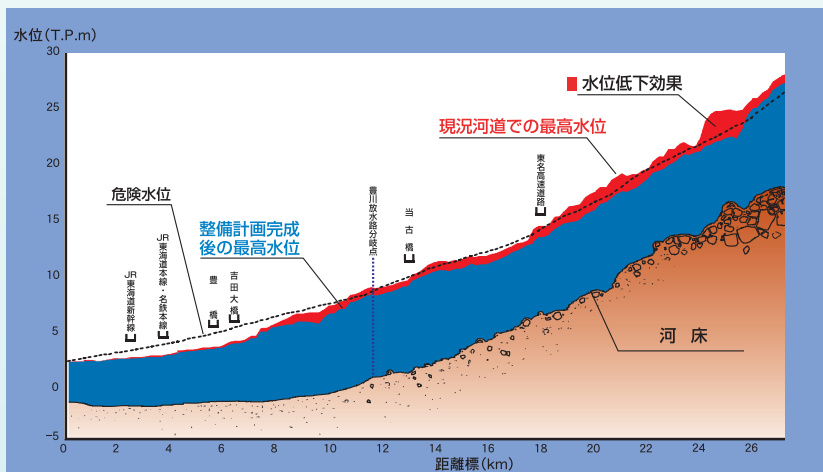 水位(T.P.m)
30
25
20
15
10
5
0
−5
水位低下効果
現況河道での最高水位
危険水位
整備計画完成
後の最高水位
JR東海道新幹線
JR東海道本線・名鉄本線
豊橋
吉田大橋
豊川放水路分岐点
当古橋
東名高速道路
河床
0 2 4 6 8 10 12 14 16 18 20 22 24 26
距離標(km)